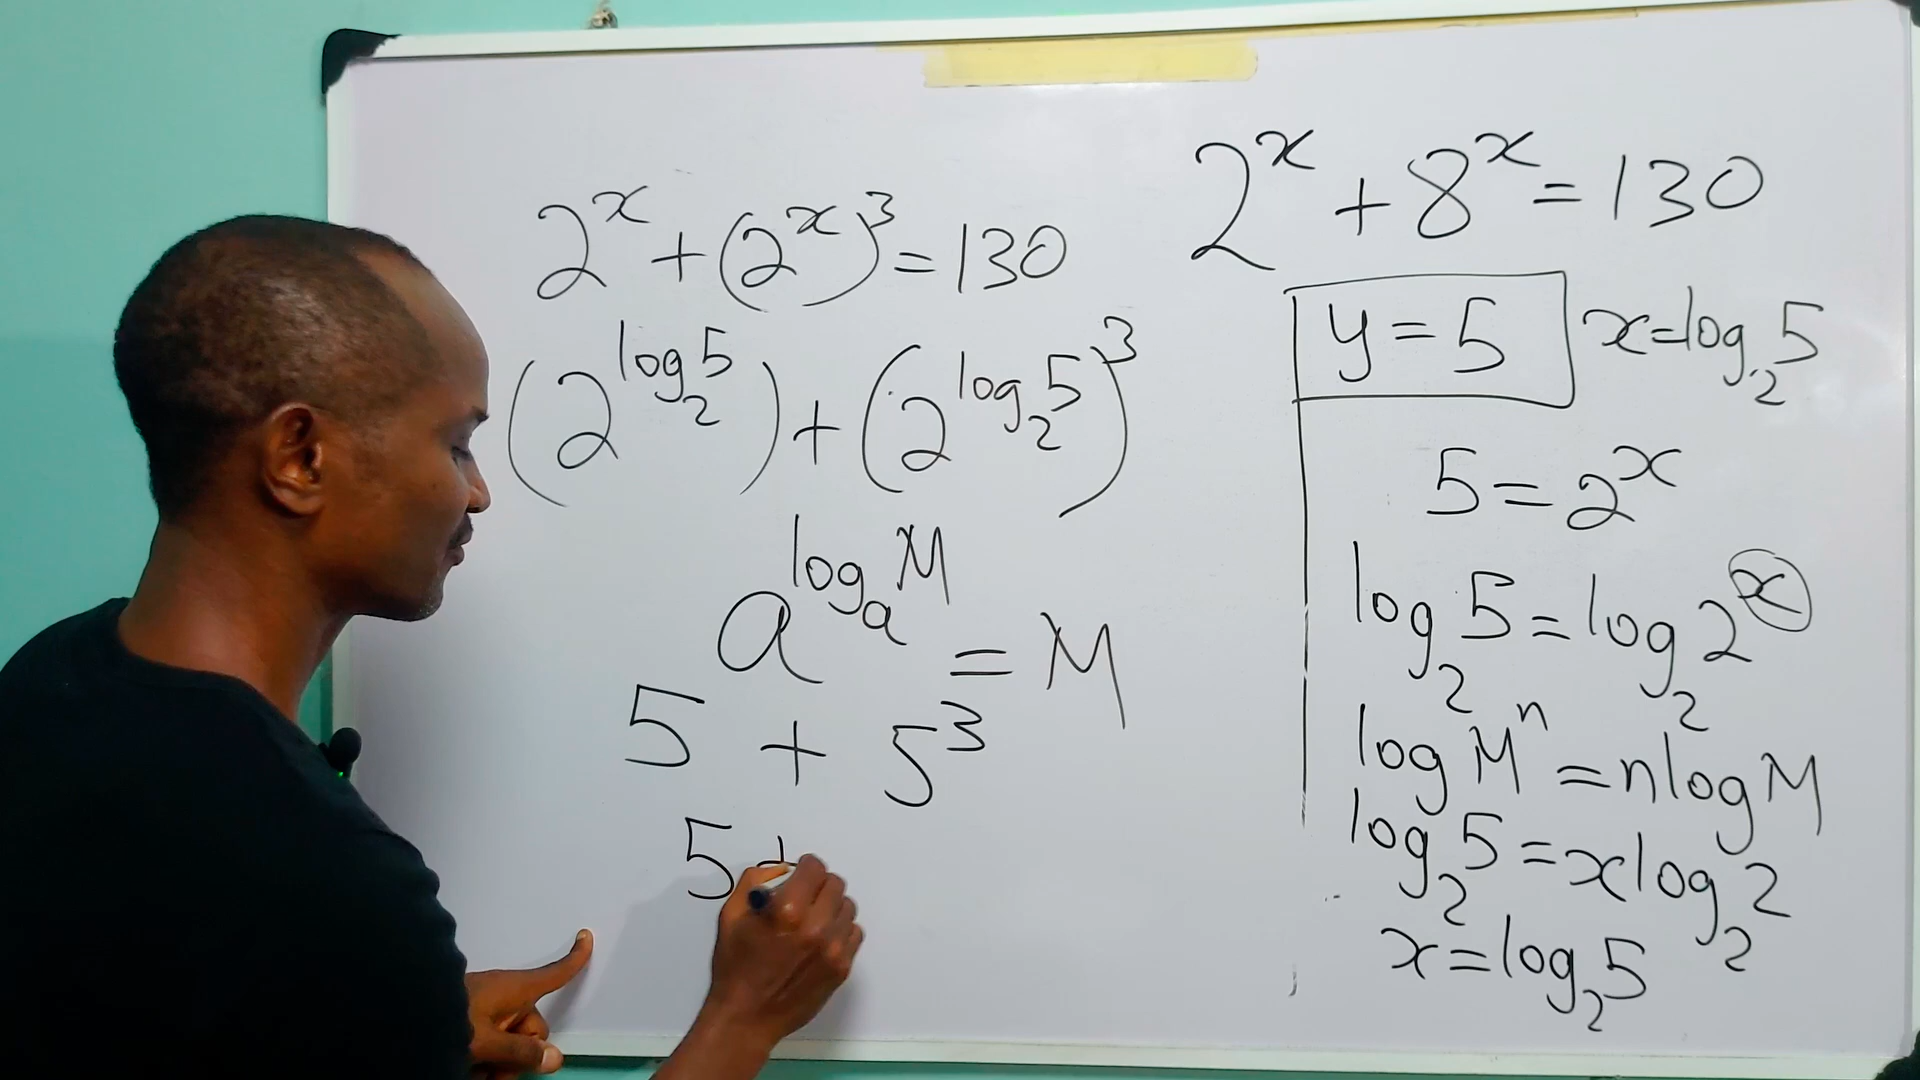 2^x + (2^x)^3 = 130
(2^{log_2 5}) + (2^{log_2 5})^3
a^{log_a M} = M
5 + 5^3
5 +
2^x + 8^x = 130
y = 5 x = log_2 5
5 = 2^x
log_2 5 = log_2 2^x
log M^n = n log M
log_2 5 = x log_2 2
x = log_2 5